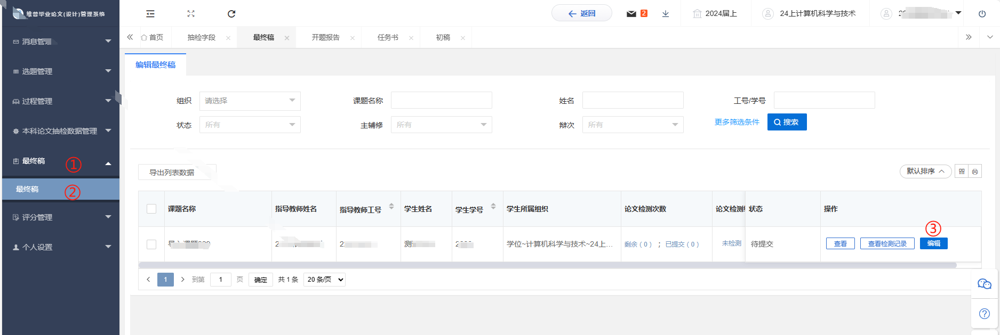 维普毕业论文(设计)管理系统
返回
2
2024届上
24上计算机科学与技术
首页
抽检字段
最终稿
开题报告
任务书
初稿
消息管
选题管理
过程管理
本科论文抽检数据管理
最终稿
①
最终稿
②
评分管理
个人设置
编辑最终稿
组织
请选择
课题名称
姓名
工号/学号
状态
所有
主辅修
所有
辩次
所有
更多筛选条件
搜索
导出列表数据
默认排序
课题名称
指导教师姓名
指导教师工号
学生姓名
学生学号
学生所属组织
论文检测次数
论文检测
状态
操作
③
2
2
测
2
学位~计算机科学与技术~24上...
剩余 ( 0 ) ； 已提交 ( 0 )
未检测
待提交
查看
查看检测记录
编辑
1
到第
1
页
确定
共 1 条
20 条/页